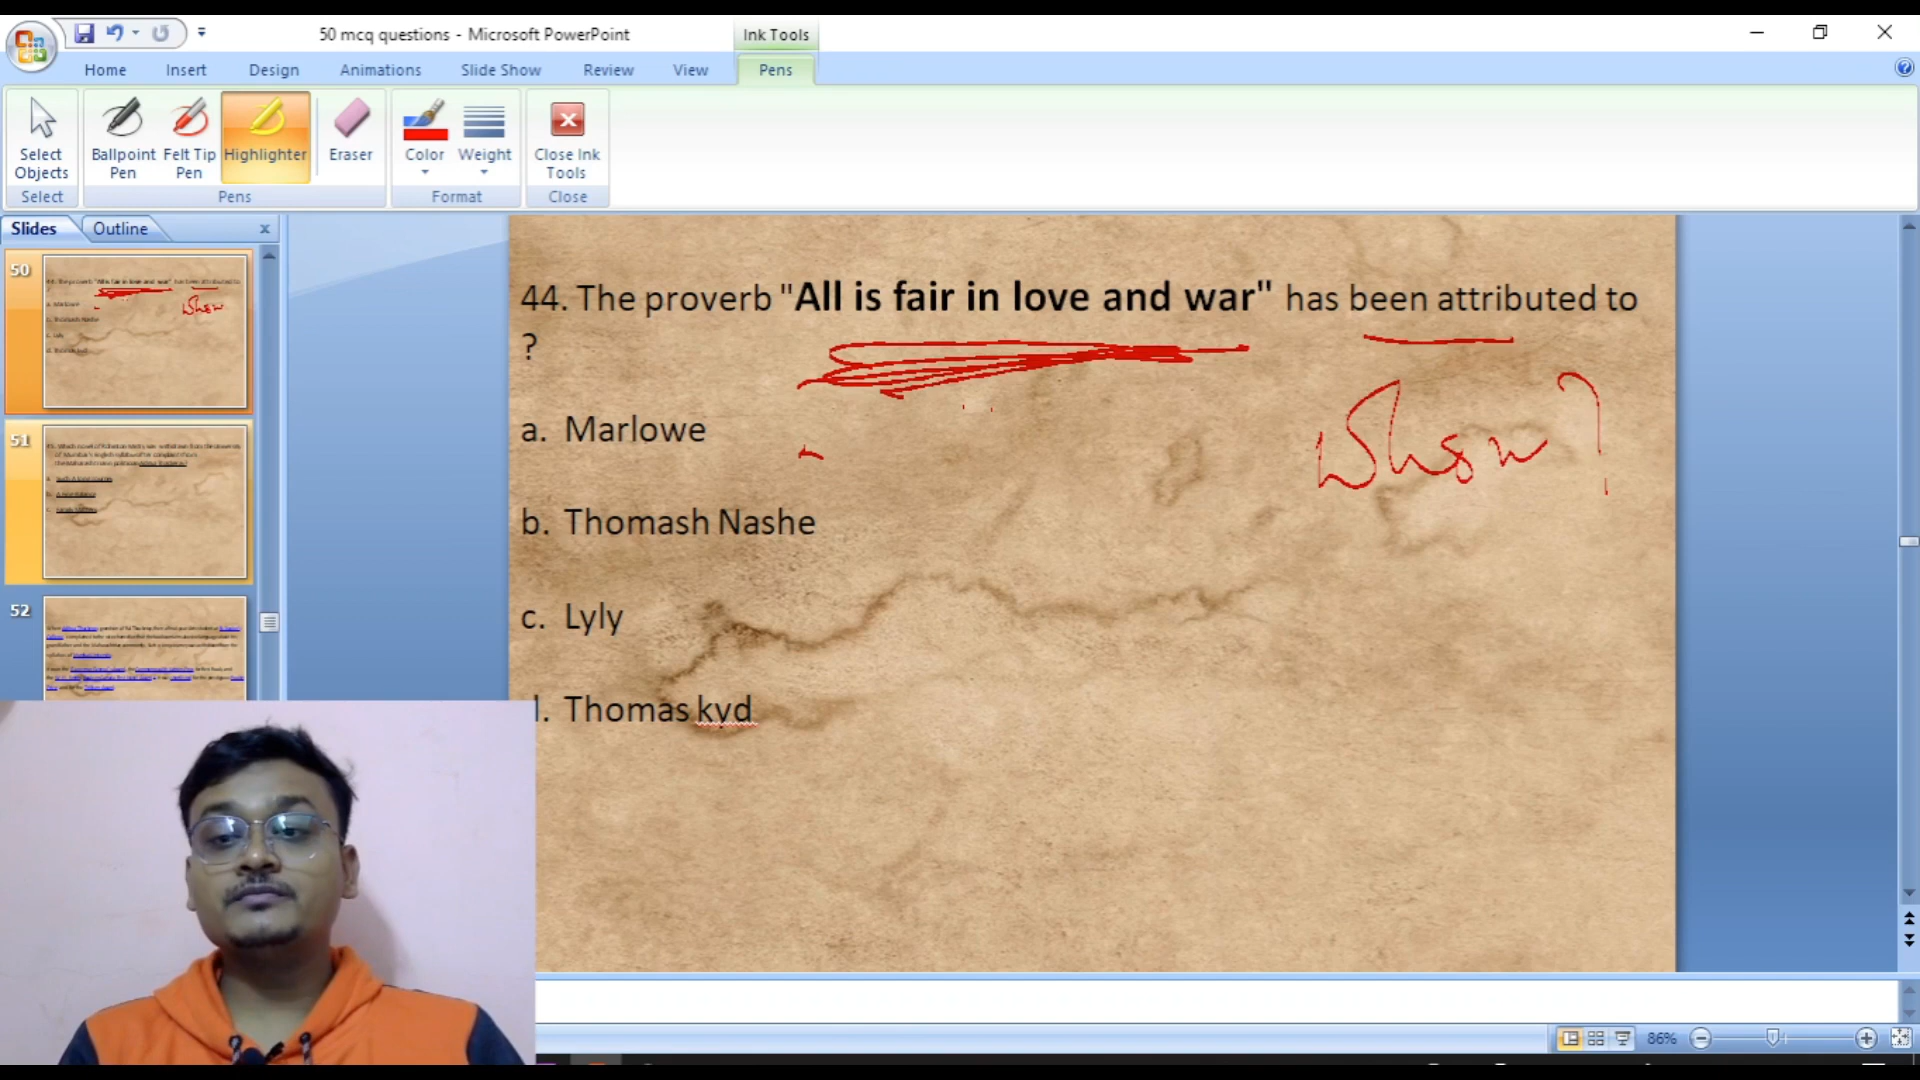 50 mcq questions - Microsoft PowerPoint
Ink Tools
Home Insert Design Animations Slide Show Review View Pens
Select Objects
Ballpoint Pen
Felt Tip Pen
Highlighter
Eraser
Color
Weight
Close Ink Tools
Select
Pens
Format
Close
Slides Outline
50
51
52
44. The proverb "All is fair in love and war" has been attributed to
?
a. Marlowe
b. Thomash Nashe
c. Lyly
. Thomas kyd
86%